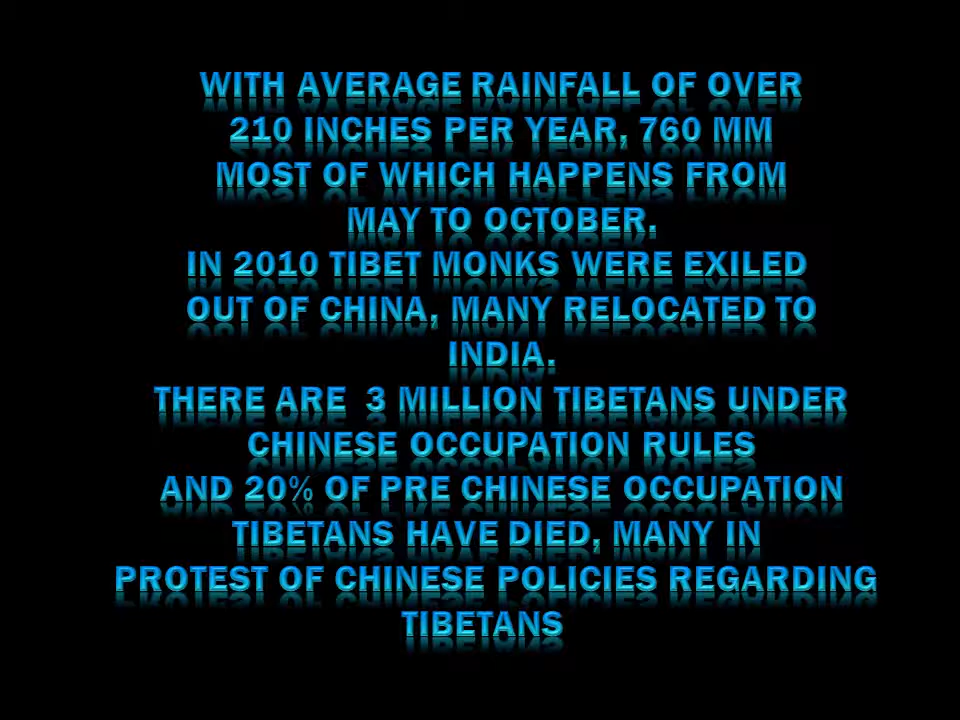 WITH AVERAGE RAINFALL OF OVER
210 INCHES PER YEAR, 760 MM
MOST OF WHICH HAPPENS FROM
MAY TO OCTOBER.
IN 2010 TIBET MONKS WERE EXILED
OUT OF CHINA, MANY RELOCATED TO
INDIA.
THERE ARE  3 MILLION TIBETANS UNDER
CHINESE OCCUPATION RULES
AND 20% OF PRE CHINESE OCCUPATION
TIBETANS HAVE DIED, MANY IN
PROTEST OF CHINESE POLICIES REGARDING
TIBETANS